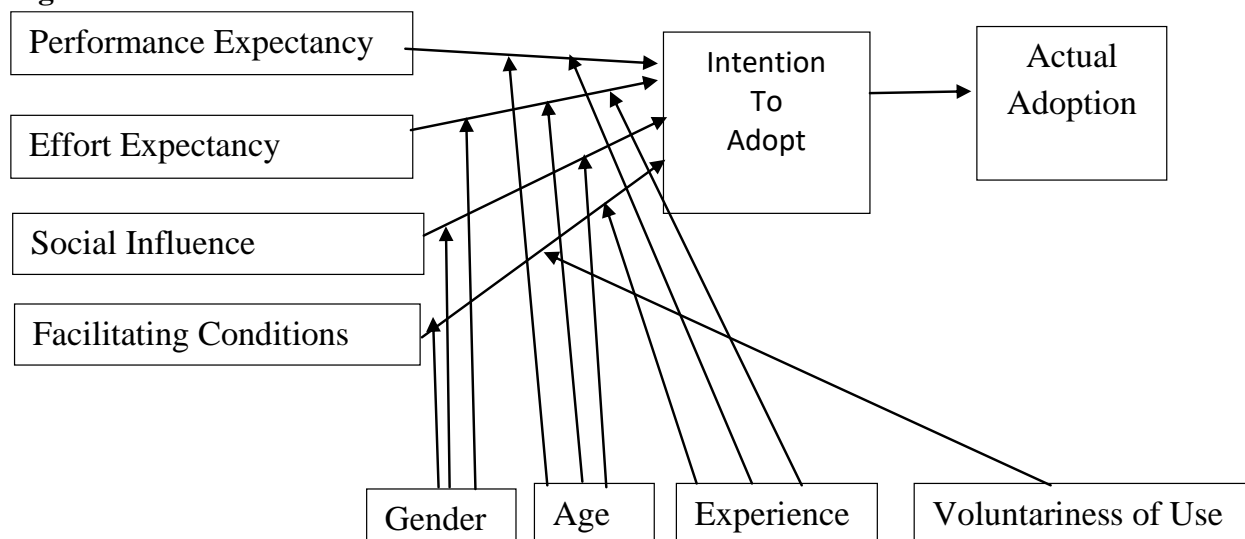 Performance Expectancy
Intention
To
Adopt
Actual
Adoption
Effort Expectancy
Social Influence
Facilitating Conditions
Gender
Age
Experience
Voluntariness of Use